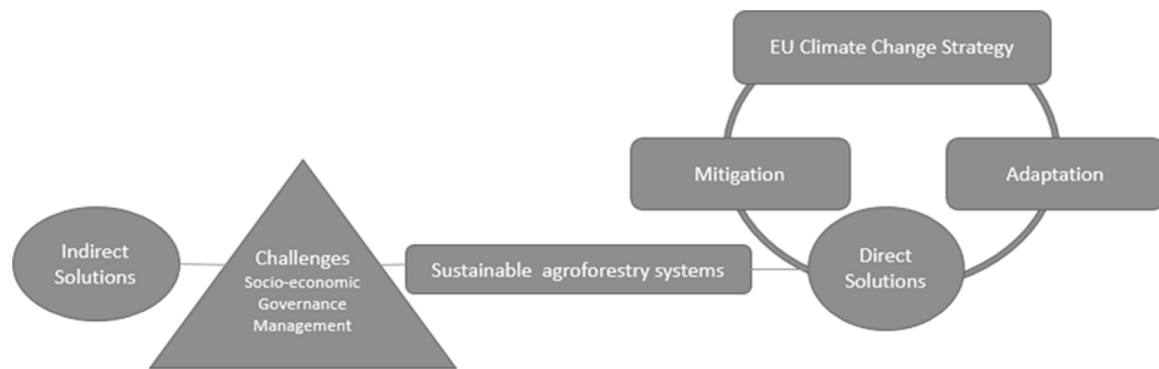 EU Climate Change Strategy
Mitigation
Adaptation
Indirect
Solutions
Challenges
Socio-economic
Governance
Management
Sustainable agroforestry systems
Direct
Solutions